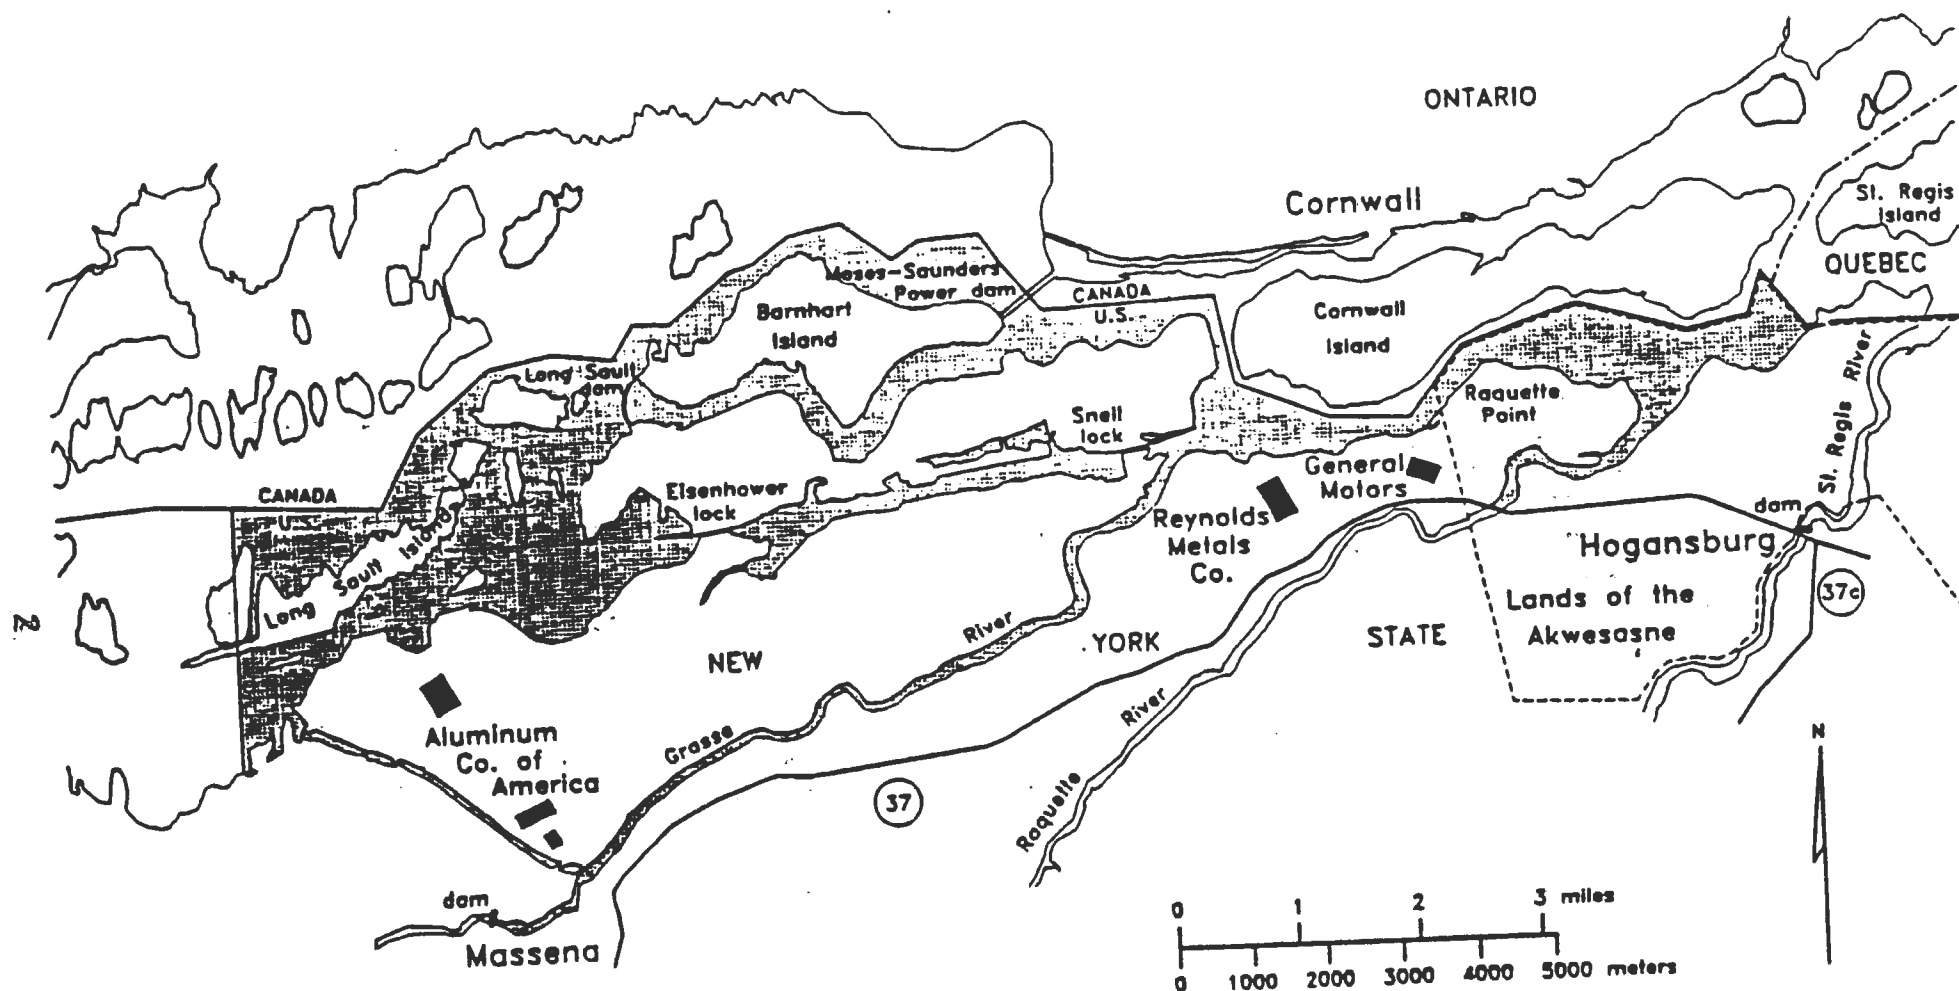 ONTARIO
Cornwall
St. Regis
Island
QUEBEC
Moses-Saunders
Power dam
CANADA
U.S.
Barnhart
Island
Cornwall
Island
Long Sault
dam
Raquette
Point
Snell
lock
St. Regis River
General
Motors
CANADA
U.S.
Eisenhower
lock
Long Sault Island
Reynolds
Metals
Co.
dam
Hogansburg
37c
Lands of the
Akwesasne
2
NEW YORK STATE
Grasse River
Raquette River
Aluminum
Co. of
America
37
N
dam
Massena
0 1 2 3 miles
0 1000 2000 3000 4000 5000 meters